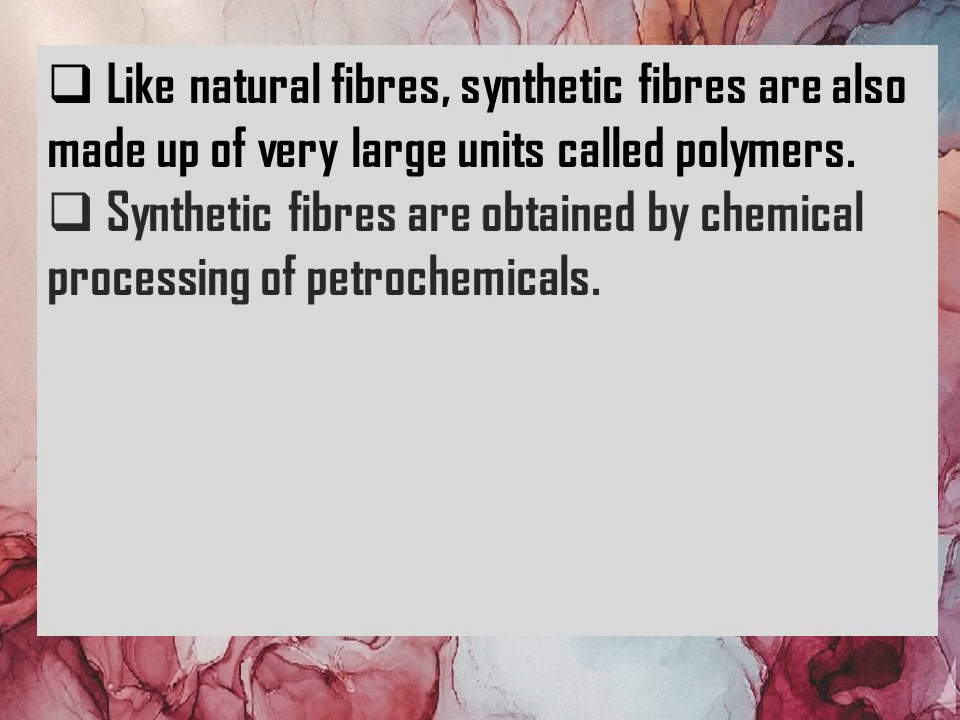 ❑ Like natural fibres, synthetic fibres are also
made up of very large units called polymers.
❑ Synthetic fibres are obtained by chemical
processing of petrochemicals.